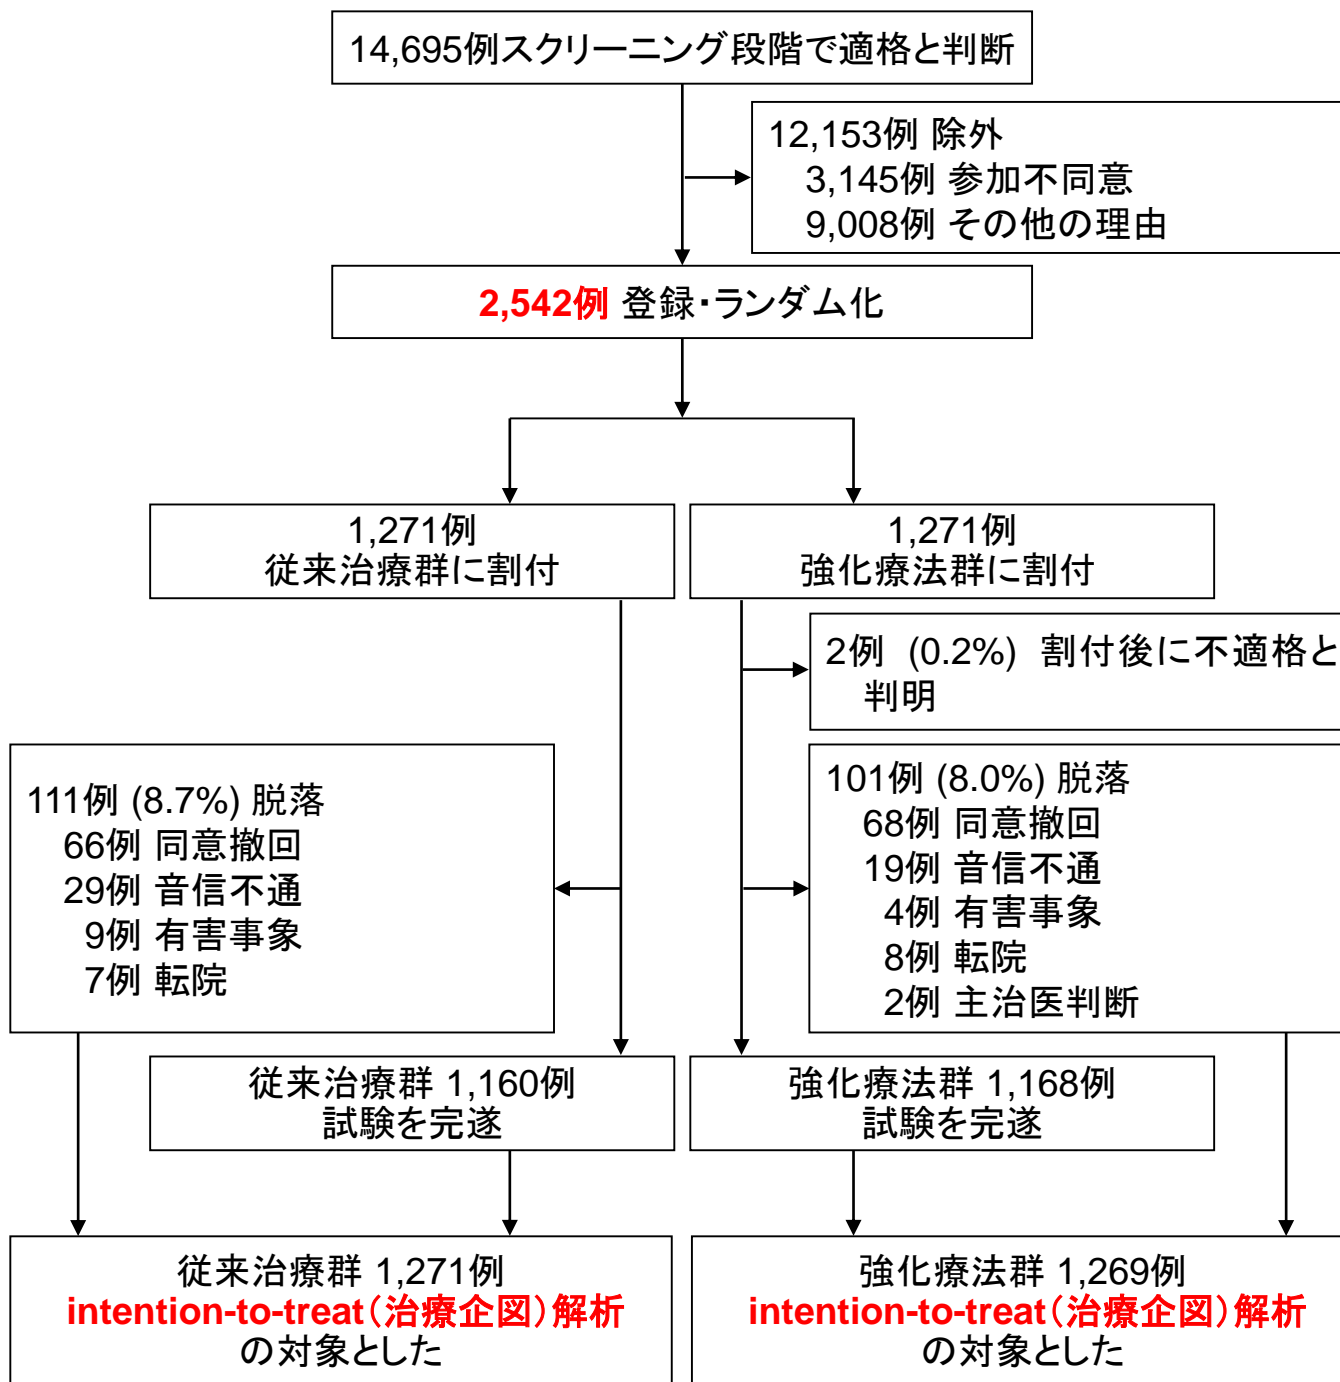 14,695例スクリーニング段階で適格と判断
12,153例 除外
3,145例 参加不同意
9,008例 その他の理由
2,542例 登録・ランダム化
1,271例
従来治療群に割付
1,271例
強化療法群に割付
2例 (0.2%) 割付後に不適格と
判明
111例 (8.7%) 脱落
66例 同意撤回
29例 音信不通
9例 有害事象
7例 転院
101例 (8.0%) 脱落
68例 同意撤回
19例 音信不通
4例 有害事象
8例 転院
2例 主治医判断
従来治療群 1,160例
試験を完遂
強化療法群 1,168例
試験を完遂
従来治療群 1,271例
intention-to-treat(治療企図)解析
の対象とした
強化療法群 1,269例
intention-to-treat(治療企図)解析
の対象とした